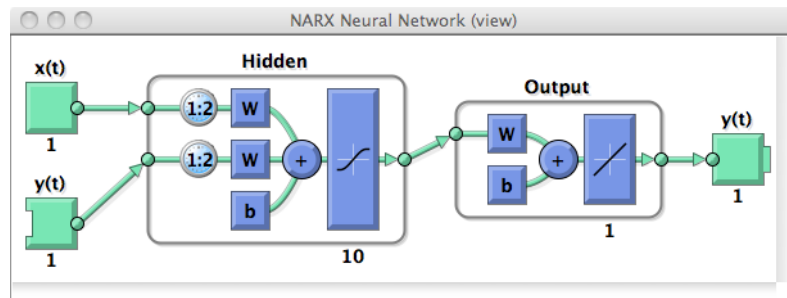 NARX Neural Network (view)
Hidden
x(t)
Output
1:2
W
W
y(t)
1
y(t)
1:2
W
+
+
b
b
1
1
1
10